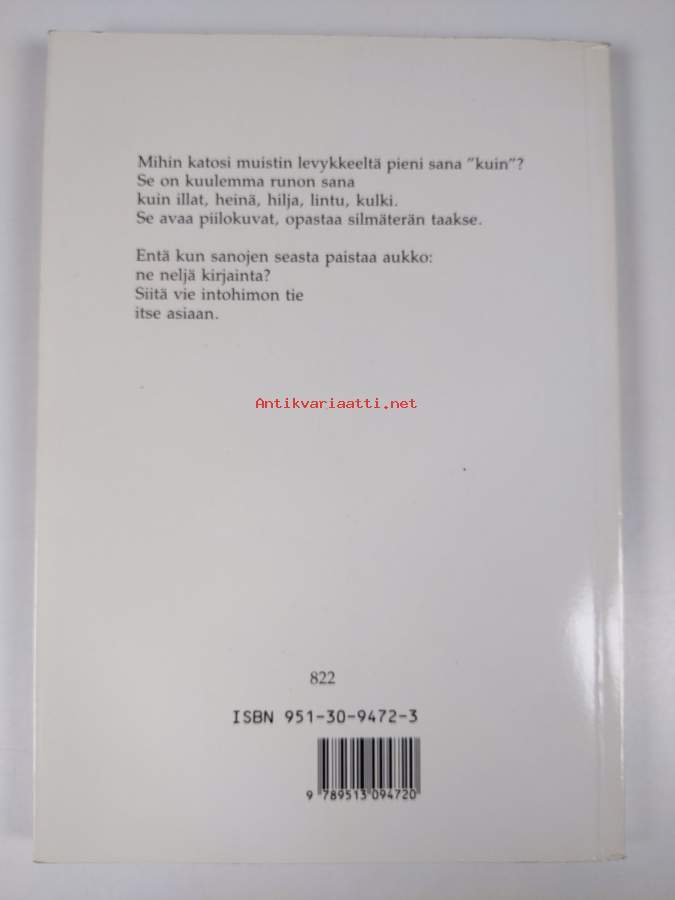 Mihin katosi muistin levykkeeltä pieni sana "kuin"?
Se on kuulemma runon sana
kuin illat, heinä, hilja, lintu, kulki.
Se avaa piilokuvat, opastaa silmäterän taakse.
Entä kun sanojen seasta paistaa aukko:
ne neljä kirjainta?
Siitä vie intohimon tie
itse asiaan.
Antikvariaatti.net
822
ISBN 951-30-9472-3
9 789513 094720